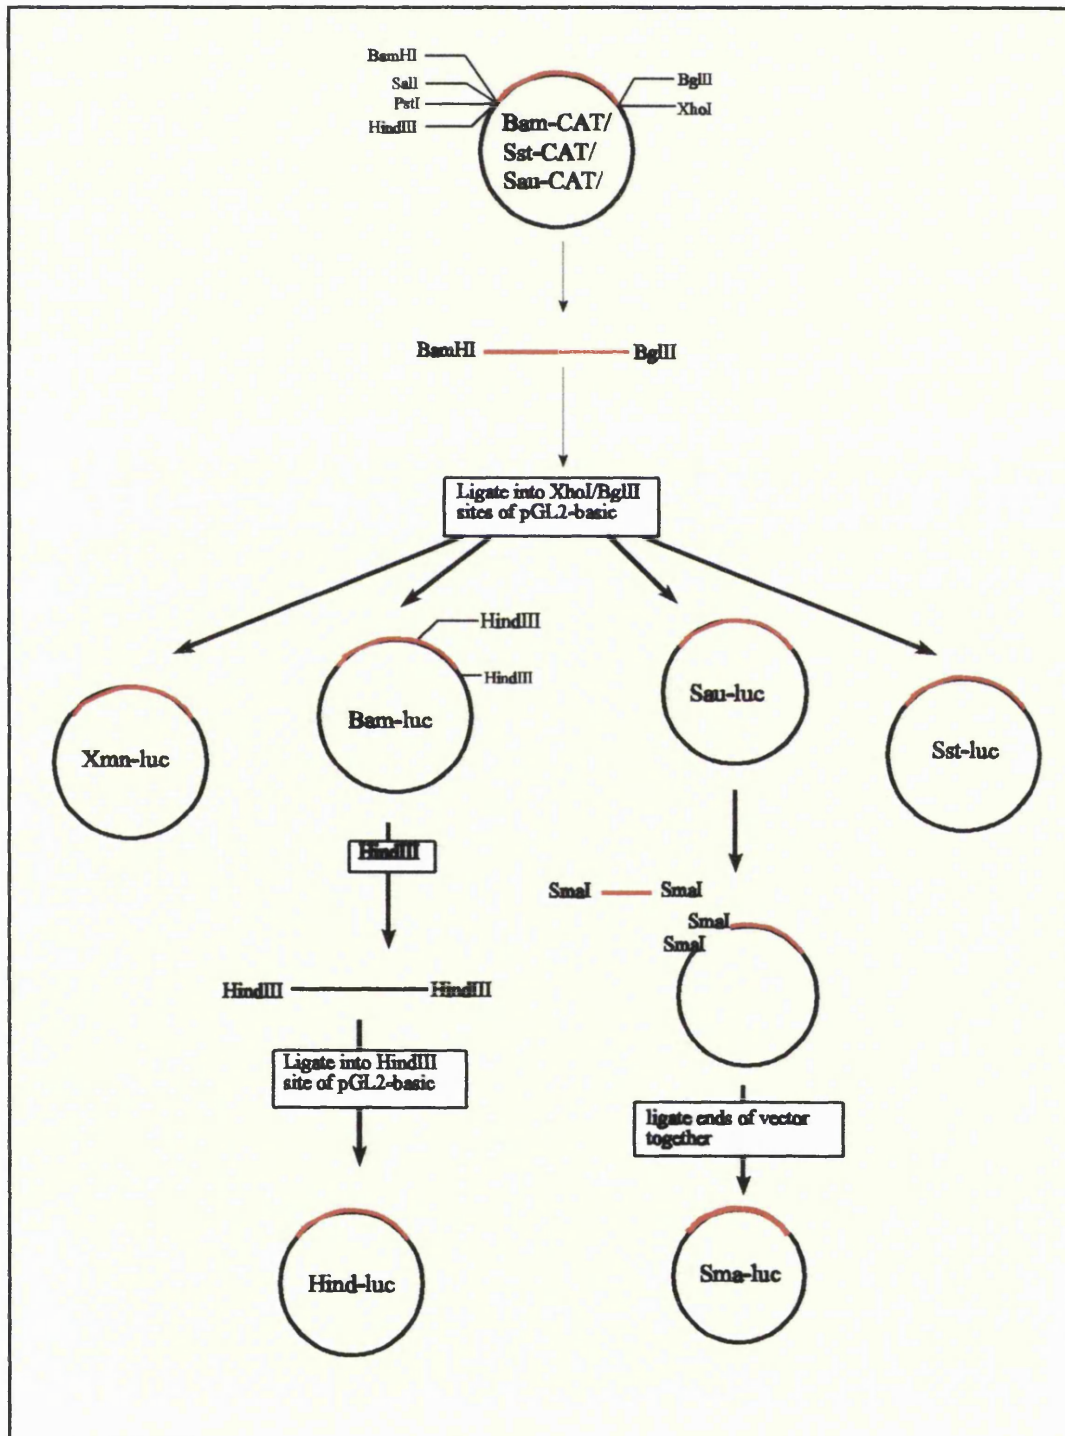 BamHI
SalI
PstI
HindIII
BglII
XhoI
Bam-CAT/
Sst-CAT/
Sau-CAT/
BamHI
BglII
Ligate into XhoI/BglII
sites of pGL2-basic
HindIII
HindIII
Xmn-luc
Bam-luc
Sau-luc
Sst-luc
HindIII
SmaI
SmaI
SmaI
SmaI
HindIII
HindIII
Ligate into HindIII
site of pGL2-basic
ligate ends of vector
together
Hind-luc
Sma-luc